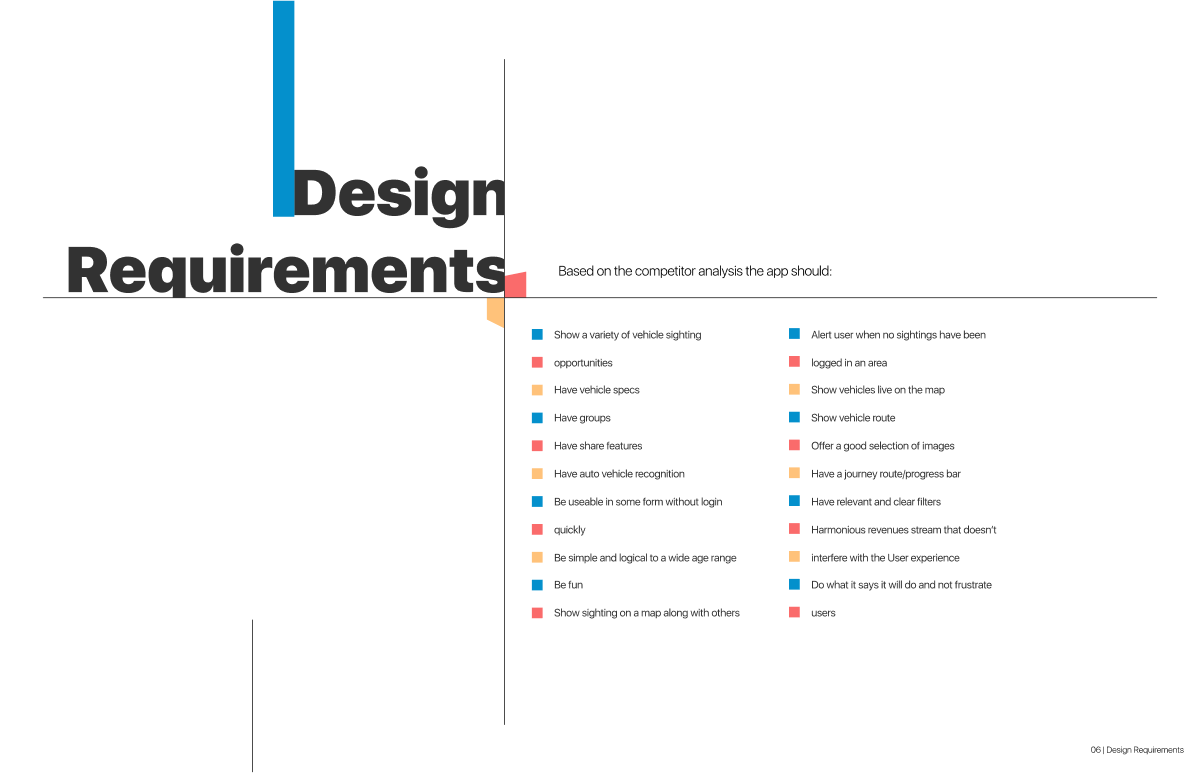 Design
Requirements
Based on the competitor analysis the app should:
Show a variety of vehicle sighting
opportunities
Have vehicle specs
Have groups
Have share features
Have auto vehicle recognition
Be useable in some form without login
quickly
Be simple and logical to a wide age range
Be fun
Show sighting on a map along with others
Alert user when no sightings have been
logged in an area
Show vehicles live on the map
Show vehicle route
Offer a good selection of images
Have a journey route/progress bar
Have relevant and clear filters
Harmonious revenues stream that doesn't
interfere with the User experience
Do what it says it will do and not frustrate
users
06 | Design Requirements